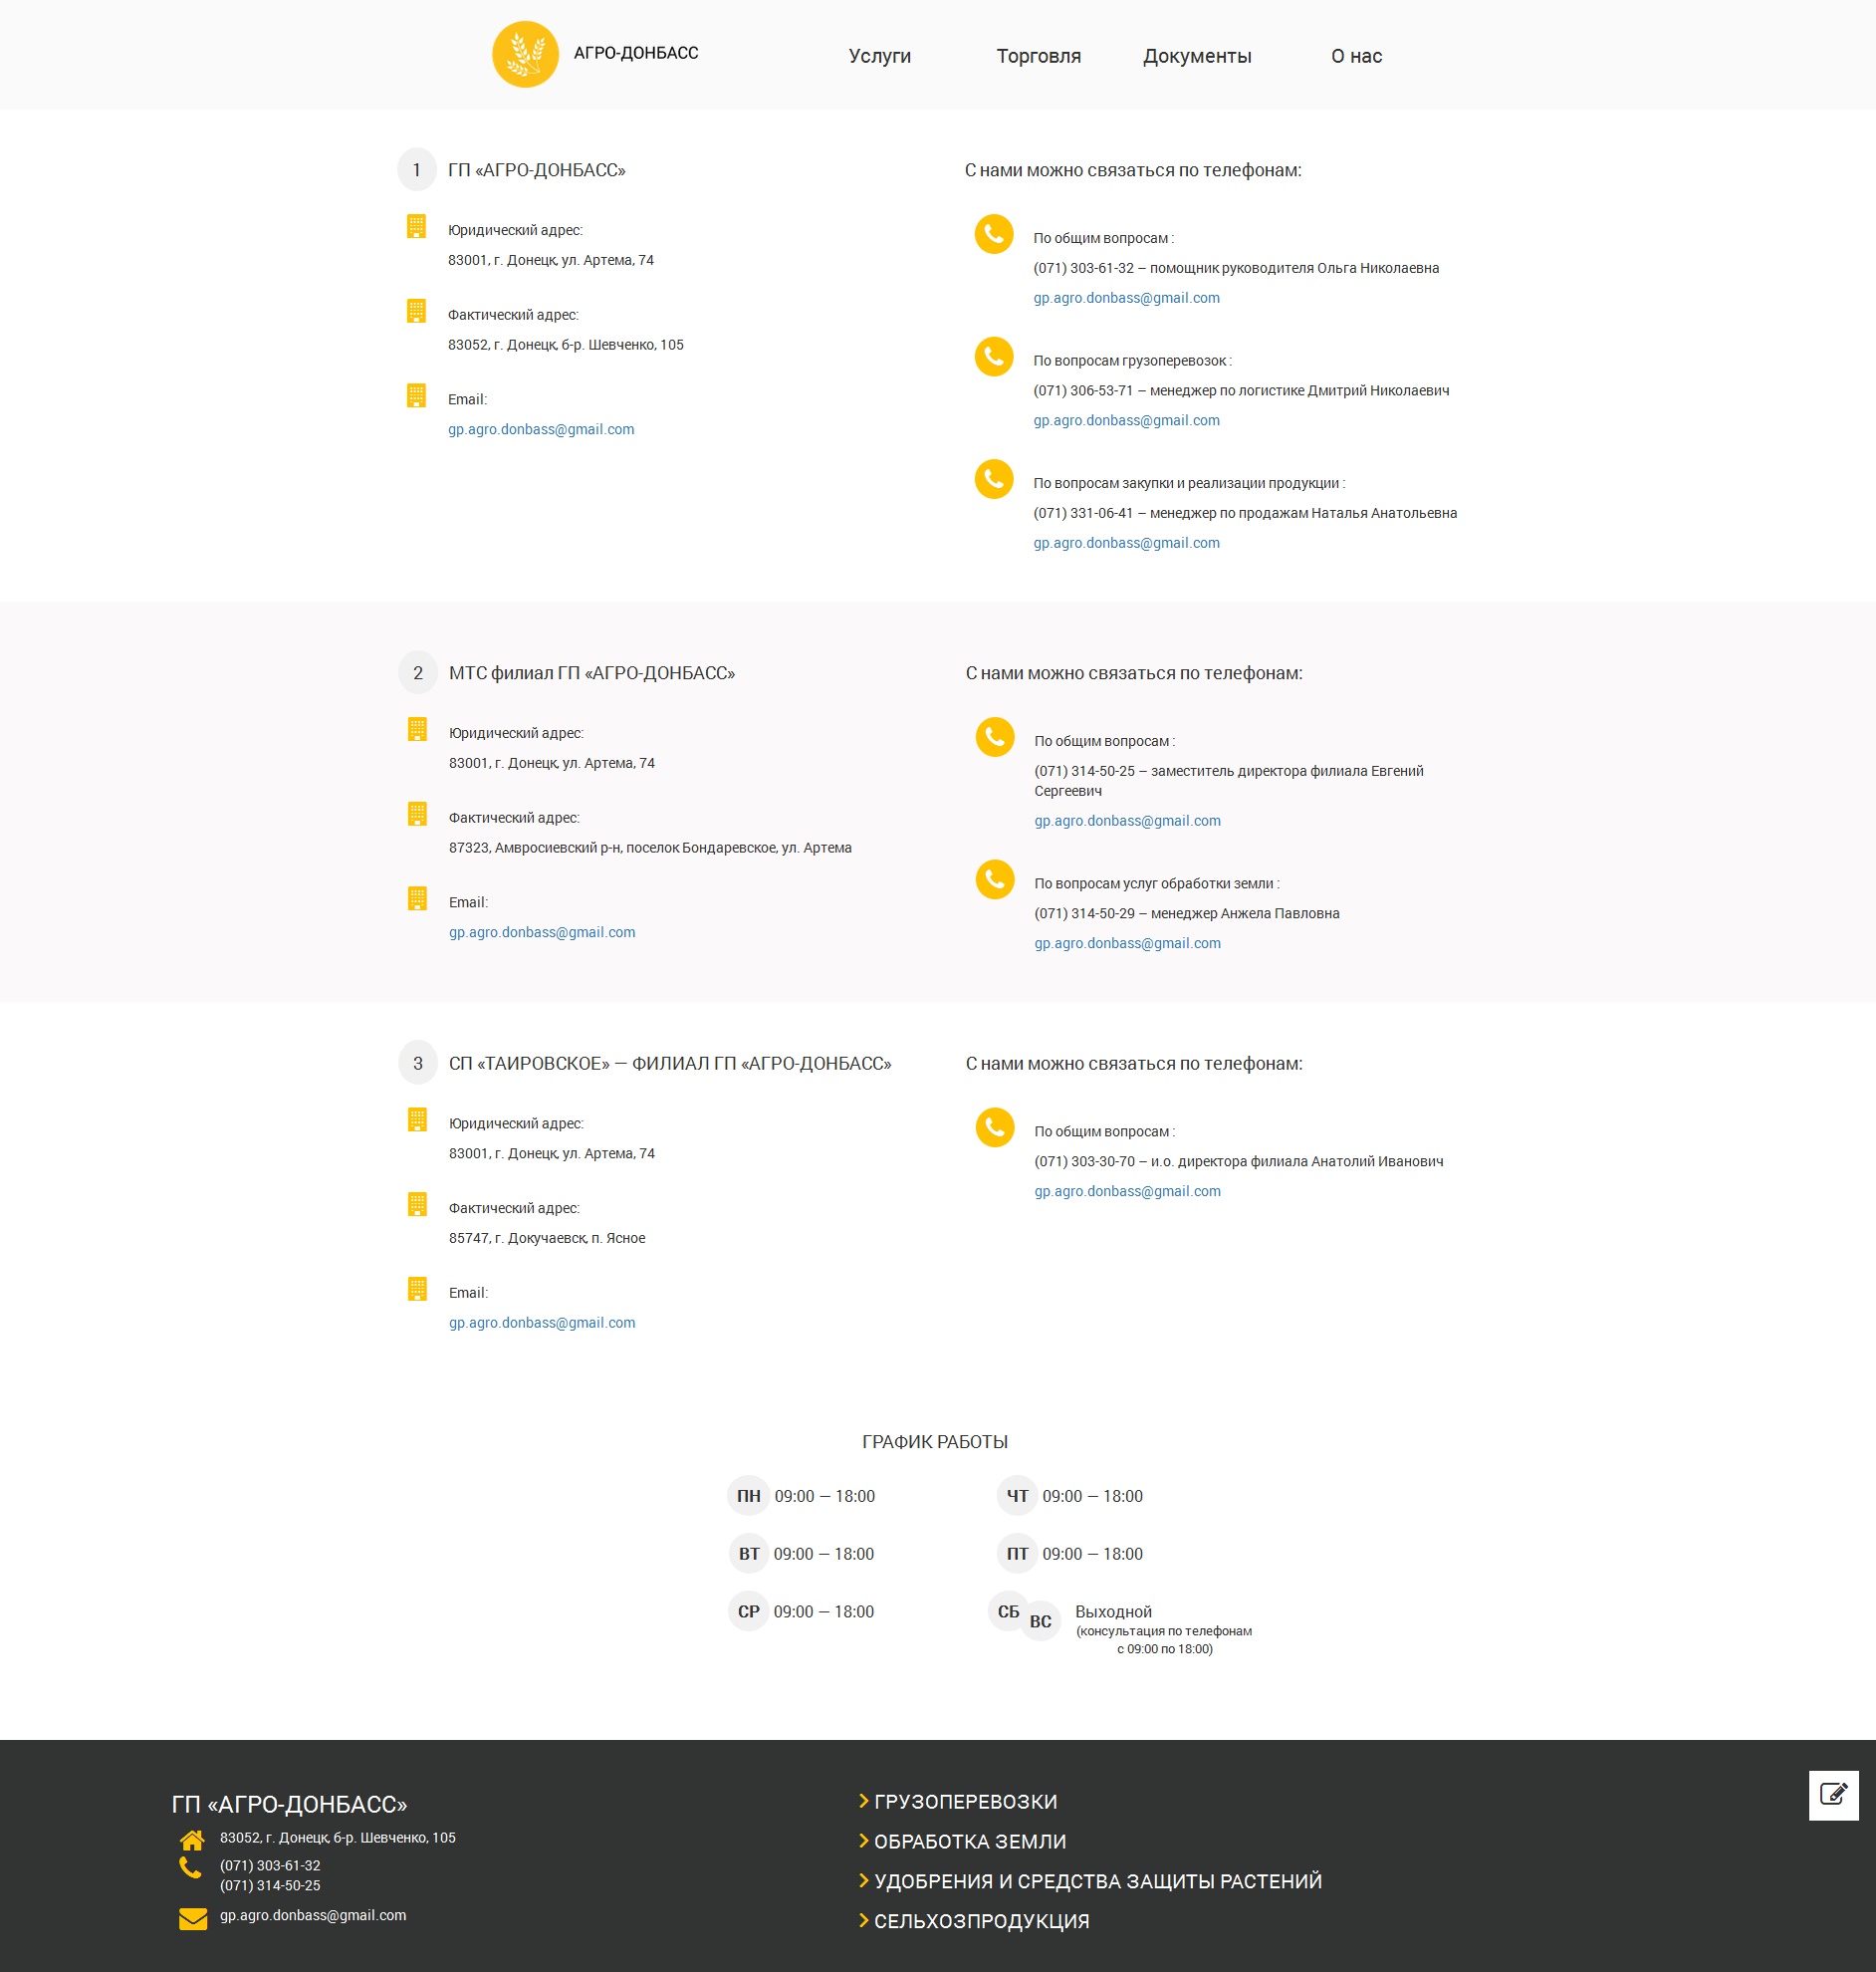 АГРО-ДОНБАСС
Услуги
Торговля
Документы
О нас
1
ГП «АГРО-ДОНБАСС»
Юридический адрес:
83001, г. Донецк, ул. Артема, 74
Фактический адрес:
83052, г. Донецк, б-р. Шевченко, 105
Email:
gp.agro.donbass@gmail.com
С нами можно связаться по телефонам:
По общим вопросам :
(071) 303-61-32 – помощник руководителя Ольга Николаевна
gp.agro.donbass@gmail.com
По вопросам грузоперевозок :
(071) 306-53-71 – менеджер по логистике Дмитрий Николаевич
gp.agro.donbass@gmail.com
По вопросам закупки и реализации продукции :
(071) 331-06-41 – менеджер по продажам Наталья Анатольевна
gp.agro.donbass@gmail.com
2
МТС филиал ГП «АГРО-ДОНБАСС»
Юридический адрес:
83001, г. Донецк, ул. Артема, 74
Фактический адрес:
87323, Амвросиевский р-н, поселок Бондаревское, ул. Артема
Email:
gp.agro.donbass@gmail.com
С нами можно связаться по телефонам:
По общим вопросам :
(071) 314-50-25 – заместитель директора филиала Евгений
Сергеевич
gp.agro.donbass@gmail.com
По вопросам услуг обработки земли :
(071) 314-50-29 – менеджер Анжела Павловна
gp.agro.donbass@gmail.com
3
СП «ТАИРОВСКОЕ» — ФИЛИАЛ ГП «АГРО-ДОНБАСС»
Юридический адрес:
83001, г. Донецк, ул. Артема, 74
Фактический адрес:
85747, г. Докучаевск, п. Ясное
Email:
gp.agro.donbass@gmail.com
С нами можно связаться по телефонам:
По общим вопросам :
(071) 303-30-70 – и.о. директора филиала Анатолий Иванович
gp.agro.donbass@gmail.com
ГРАФИК РАБОТЫ
ПН 09:00 — 18:00
ВТ 09:00 — 18:00
СР 09:00 — 18:00
ЧТ 09:00 — 18:00
ПТ 09:00 — 18:00
СБ ВС Выходной
(консультация по телефонам
с 09:00 по 18:00)
ГП «АГРО-ДОНБАСС»
83052, г. Донецк, б-р. Шевченко, 105
(071) 303-61-32
(071) 314-50-25
gp.agro.donbass@gmail.com
ГРУЗОПЕРЕВОЗКИ
ОБРАБОТКА ЗЕМЛИ
УДОБРЕНИЯ И СРЕДСТВА ЗАЩИТЫ РАСТЕНИЙ
СЕЛЬХОЗПРОДУКЦИЯ